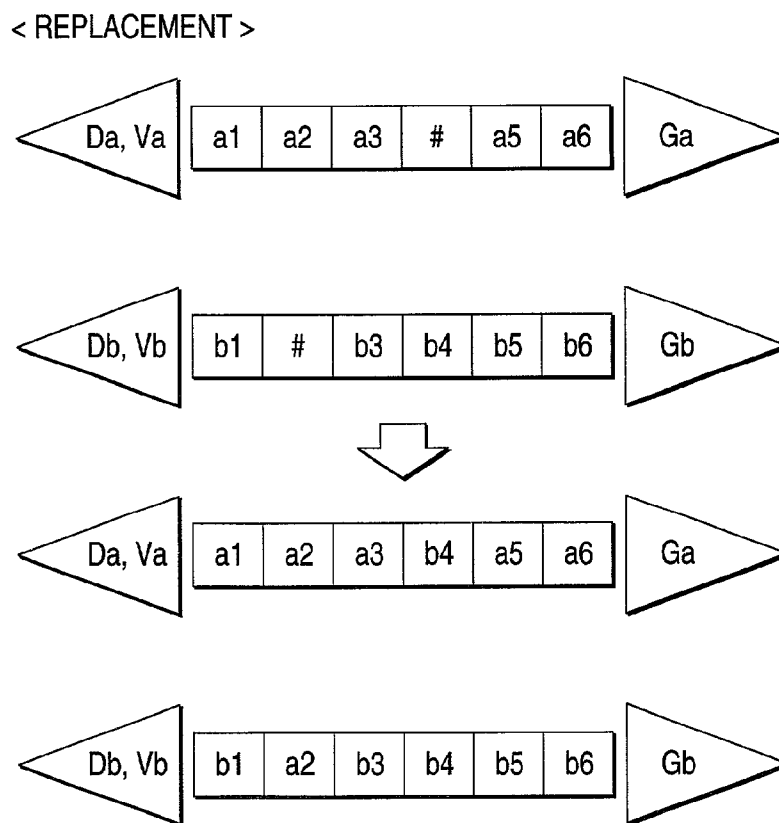 < REPLACEMENT >
Da, Va a1 a2 a3 # a5 a6 Ga
Db, Vb b1 # b3 b4 b5 b6 Gb
Da, Va a1 a2 a3 b4 a5 a6 Ga
Db, Vb b1 a2 b3 b4 b5 b6 Gb